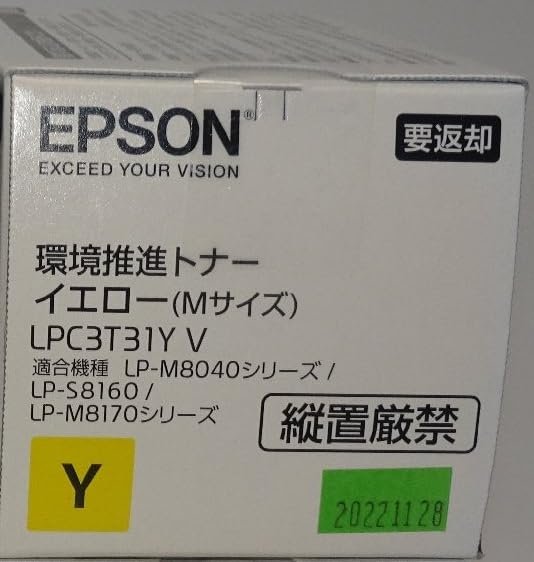 EPSON®
要返却
EXCEED YOUR VISION
環境推進トナー
イエロー(Mサイズ)
LPC3T31Y V
適合機種 LP-M8040シリーズ /
LP-S8160 /
LP-M8170シリーズ
縦置厳禁
Y
20221128